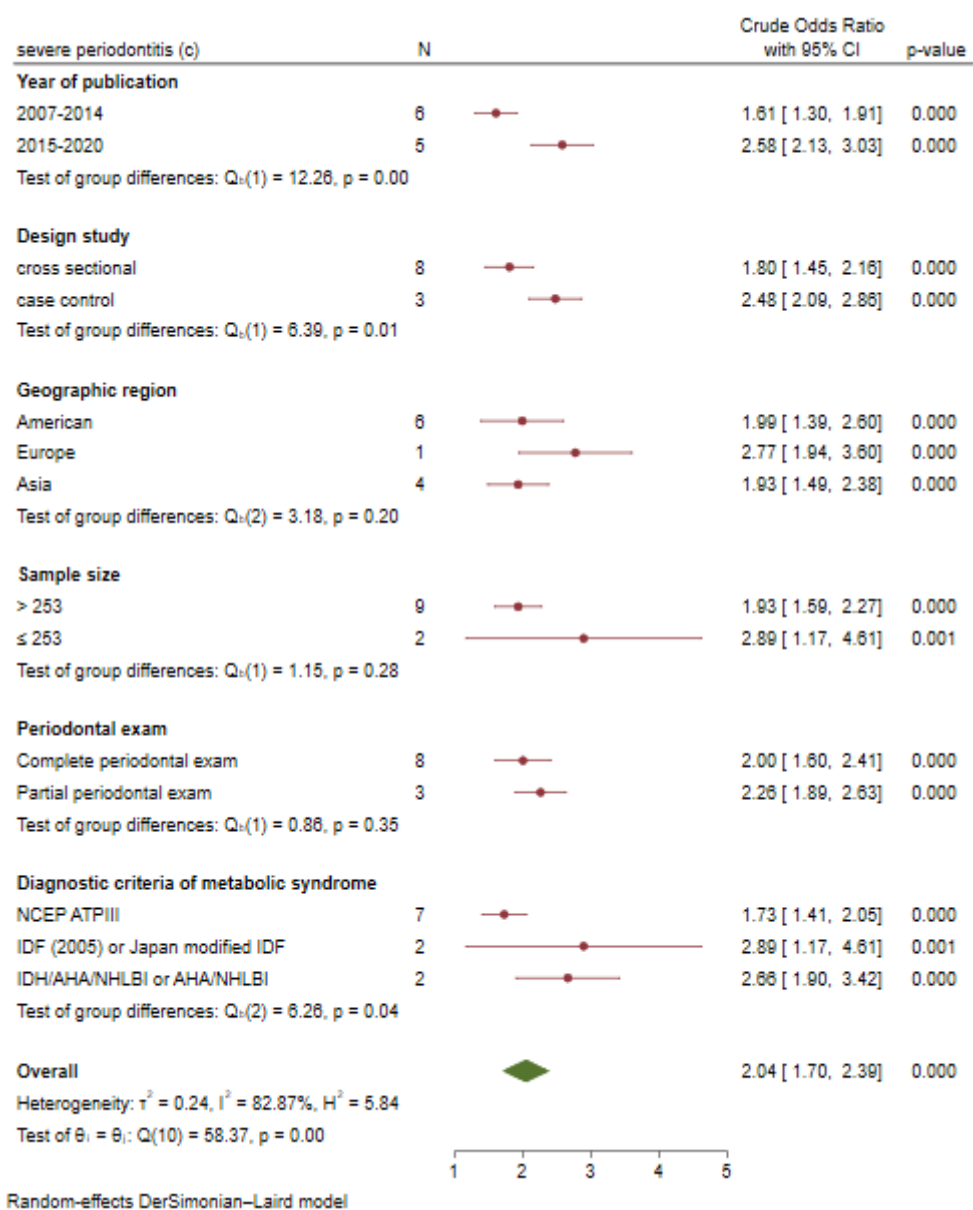 Crude Odds Ratio
severe periodontitis (c) N with 95% CI p-value
Year of publication
2007-2014 6 1.61 [ 1.30, 1.91] 0.000
2015-2020 5 2.58 [ 2.13, 3.03] 0.000
Test of group differences: Q_b(1) = 12.26, p = 0.00
Design study
cross sectional 8 1.80 [ 1.45, 2.16] 0.000
case control 3 2.48 [ 2.09, 2.86] 0.000
Test of group differences: Q_b(1) = 6.39, p = 0.01
Geographic region
American 6 1.99 [ 1.39, 2.60] 0.000
Europe 1 2.77 [ 1.94, 3.60] 0.000
Asia 4 1.93 [ 1.49, 2.38] 0.000
Test of group differences: Q_b(2) = 3.18, p = 0.20
Sample size
> 253 9 1.93 [ 1.59, 2.27] 0.000
≤ 253 2 2.89 [ 1.17, 4.61] 0.001
Test of group differences: Q_b(1) = 1.15, p = 0.28
Periodontal exam
Complete periodontal exam 8 2.00 [ 1.60, 2.41] 0.000
Partial periodontal exam 3 2.26 [ 1.89, 2.63] 0.000
Test of group differences: Q_b(1) = 0.86, p = 0.35
Diagnostic criteria of metabolic syndrome
NCEP ATPIII 7 1.73 [ 1.41, 2.05] 0.000
IDF (2005) or Japan modified IDF 2 2.89 [ 1.17, 4.61] 0.001
IDH/AHA/NHLBI or AHA/NHLBI 2 2.66 [ 1.90, 3.42] 0.000
Test of group differences: Q_b(2) = 6.26, p = 0.04
Overall 2.04 [ 1.70, 2.39] 0.000
Heterogeneity: τ² = 0.24, I² = 82.87%, H² = 5.84
Test of θᵢ = θⱼ: Q(10) = 58.37, p = 0.00
1 2 3 4 5
Random-effects DerSimonian–Laird model